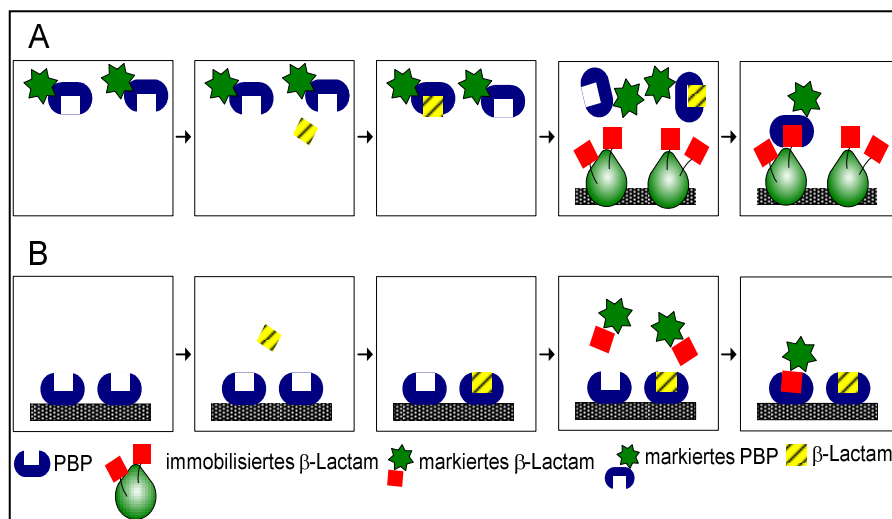 A
B
PBP immobilisiertes β-Lactam markiertes β-Lactam markiertes PBP β-Lactam